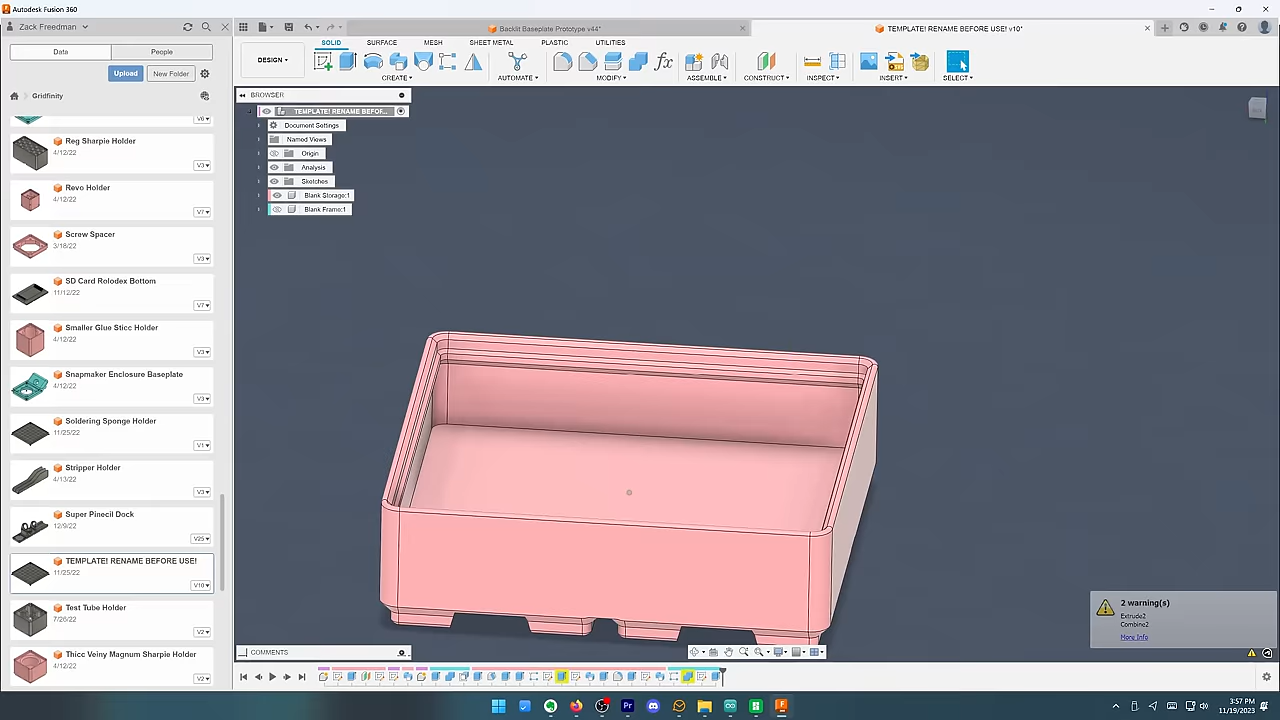 Autodesk Fusion 360
Zack Freedman
Backlit Baseplate Prototype v44*
TEMPLATE! RENAME BEFORE USE! v10*
Data
People
Upload
New Folder
Gridfinity
V6
Reg Sharpie Holder
4/12/22
V3
Revo Holder
4/12/22
V7
Screw Spacer
3/18/22
V3
SD Card Relodex Bottom
11/12/22
V7
Smaller Glue Sticc Holder
4/12/22
V3
Snapmaker Enclosure Baseplate
4/12/22
V3
Soldering Sponge Holder
11/25/22
V1
Stripper Holder
4/13/22
V3
Super Pinecil Dock
12/9/22
V25
TEMPLATE! RENAME BEFORE USE!
11/25/22
V10
Test Tube Holder
7/26/22
V2
Thicc Veiny Magnum Sharpie Holder
4/12/22
V2
SOLID
SURFACE
MESH
SHEET METAL
PLASTIC
UTILITIES
DESIGN
CREATE
AUTOMATE
MODIFY
ASSEMBLE
CONSTRUCT
INSPECT
INSERT
SELECT
BROWSER
TEMPLATE! RENAME BEFOR...
Document Settings
Named Views
Origin
Analysis
Sketches
Blank Storage:1
Blank Frame:1
2 warning(s)
Extrude2
Combine2
More Info
COMMENTS
3:57 PM
11/19/2023